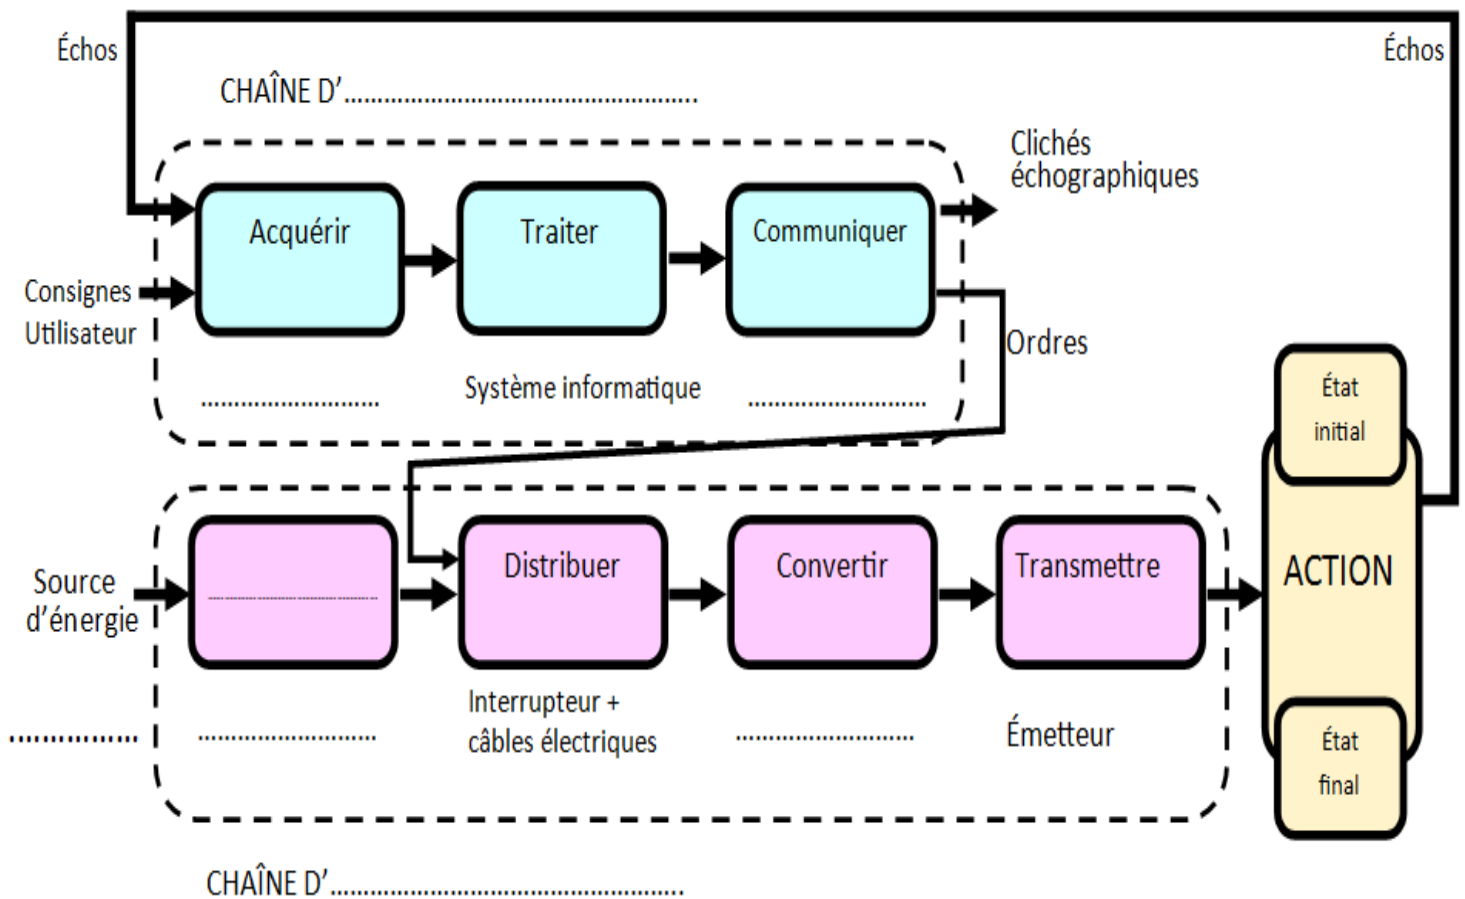 Échos
Échos
CHAÎNE D’.....................................................
Clichés
échographiques
Acquérir
Traiter
Communiquer
Consignes
Utilisateur
Ordres
...........................
Système informatique
...........................
État
initial
Source
d’énergie
..........................
Distribuer
Convertir
Transmettre
ACTION
................
...........................
Interrupteur +
câbles électriques
...........................
Émetteur
État
final
CHAÎNE D’.....................................................